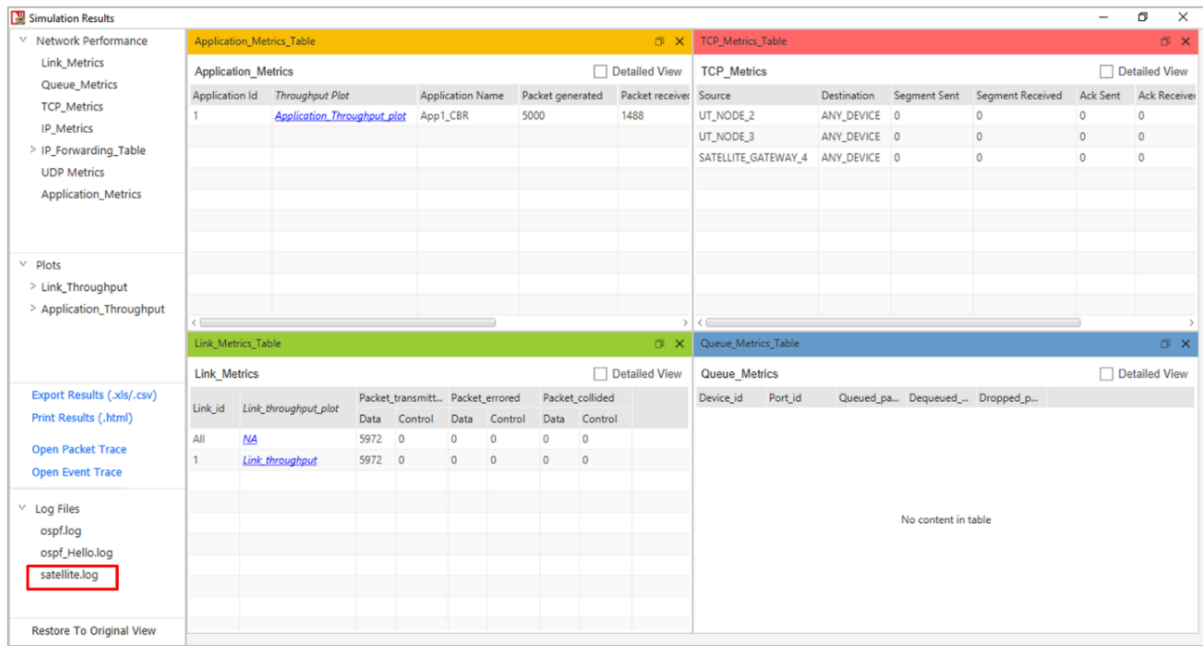 Simulation Results
Network Performance
Link_Metrics
Queue_Metrics
TCP_Metrics
IP_Metrics
IP_Forwarding_Table
UDP Metrics
Application_Metrics
Plots
Link_Throughput
Application_Throughput
Export Results (.xls/.csv)
Print Results (.html)
Open Packet Trace
Open Event Trace
Log Files
ospf.log
ospf_Hello.log
satellite.log
Restore To Original View
Application_Metrics_Table
Application_Metrics Detailed View
Application Id Throughput Plot Application Name Packet generated Packet received
1 Application_Throughput_plot App1_CBR 5000 1488
TCP_Metrics_Table
TCP_Metrics Detailed View
Source Destination Segment Sent Segment Received Ack Sent Ack Receive
UT_NODE_2 ANY_DEVICE 0 0 0 0
UT_NODE_3 ANY_DEVICE 0 0 0 0
SATELLITE_GATEWAY_4 ANY_DEVICE 0 0 0 0
Link_Metrics_Table
Link_Metrics Detailed View
Link_id Link_throughput_plot Packet_transmitt... Packet_errored Packet_collided
Data Control Data Control Data Control
All NA 5972 0 0 0 0 0
1 Link_throughput 5972 0 0 0 0 0
Queue_Metrics_Table
Queue_Metrics Detailed View
Device_id Port_id Queued_pa... Dequeued_... Dropped_p...
No content in table